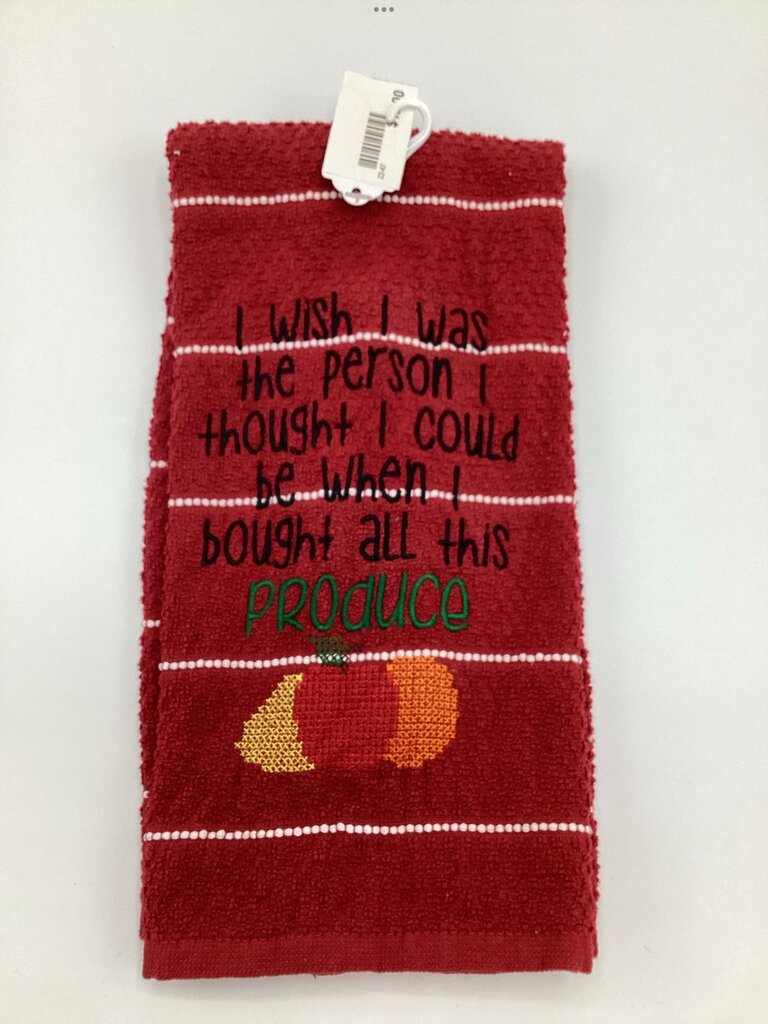 I wish I was
the person I
thought I could
be when I
bought all this
produce